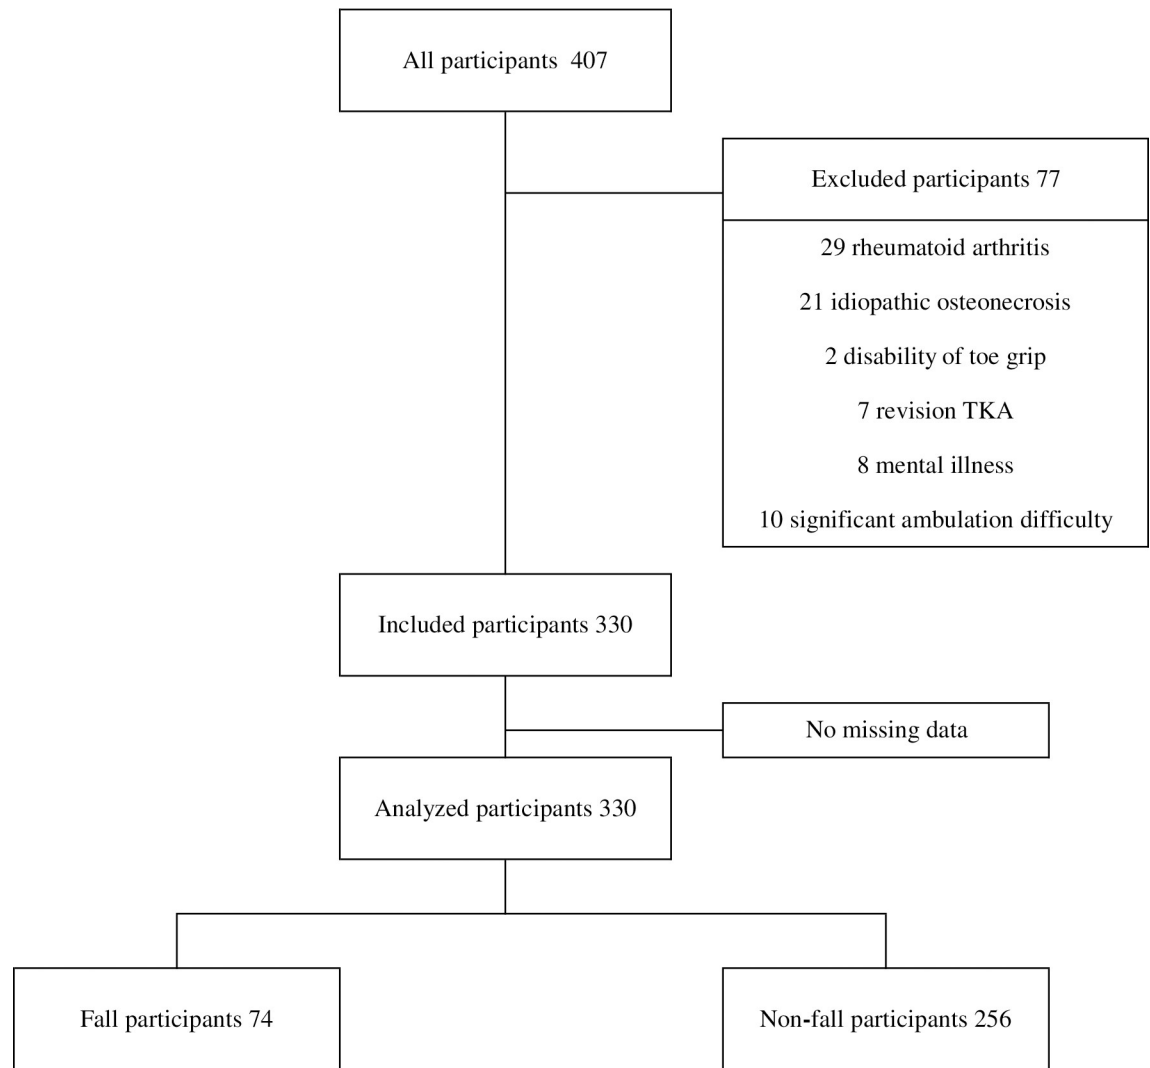 All participants  407
Excluded participants 77
29 rheumatoid arthritis
21 idiopathic osteonecrosis
2 disability of toe grip
7 revision TKA
8 mental illness
10 significant ambulation difficulty
Included participants 330
No missing data
Analyzed participants 330
Fall participants 74
Non-fall participants 256